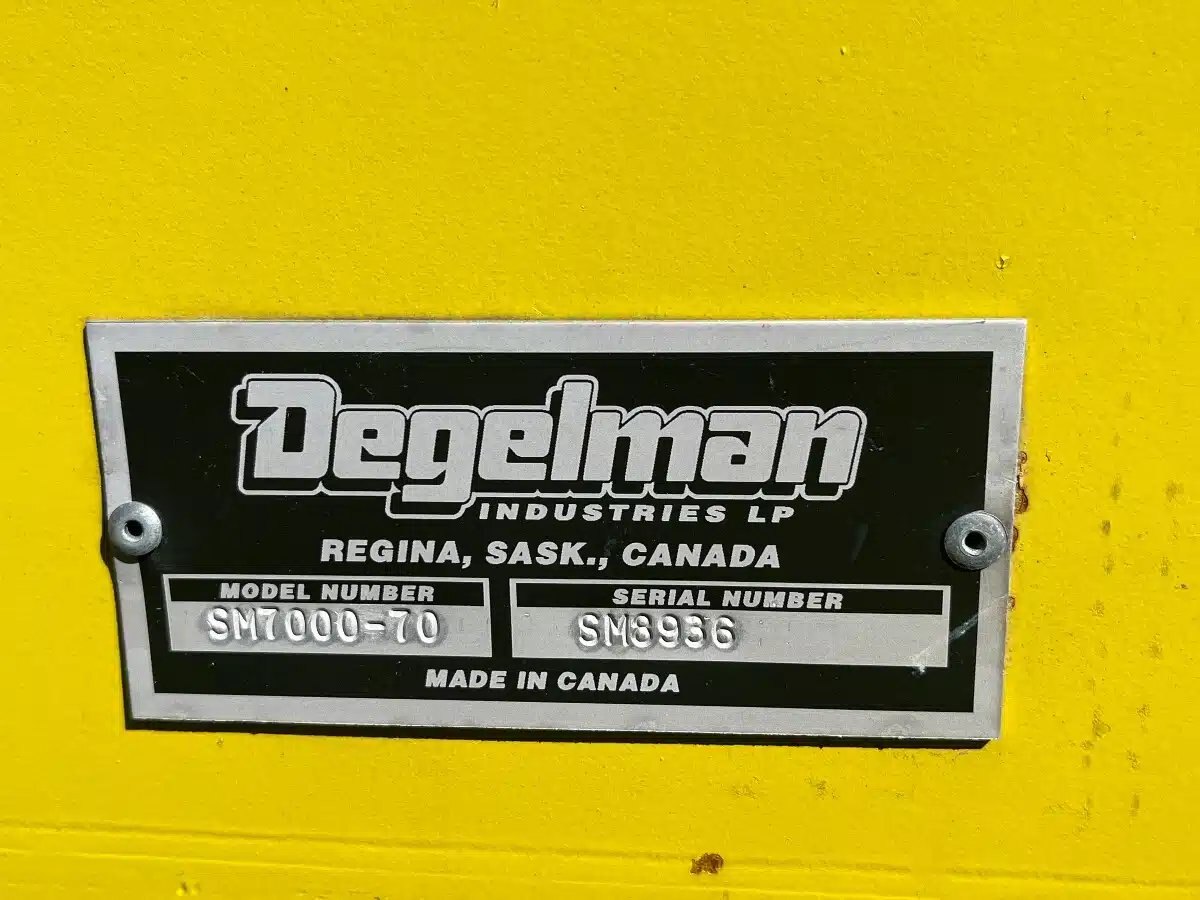 Degelman
INDUSTRIES LP
REGINA, SASK., CANADA
MODEL NUMBER
SM7000-70
SERIAL NUMBER
SM8936
MADE IN CANADA